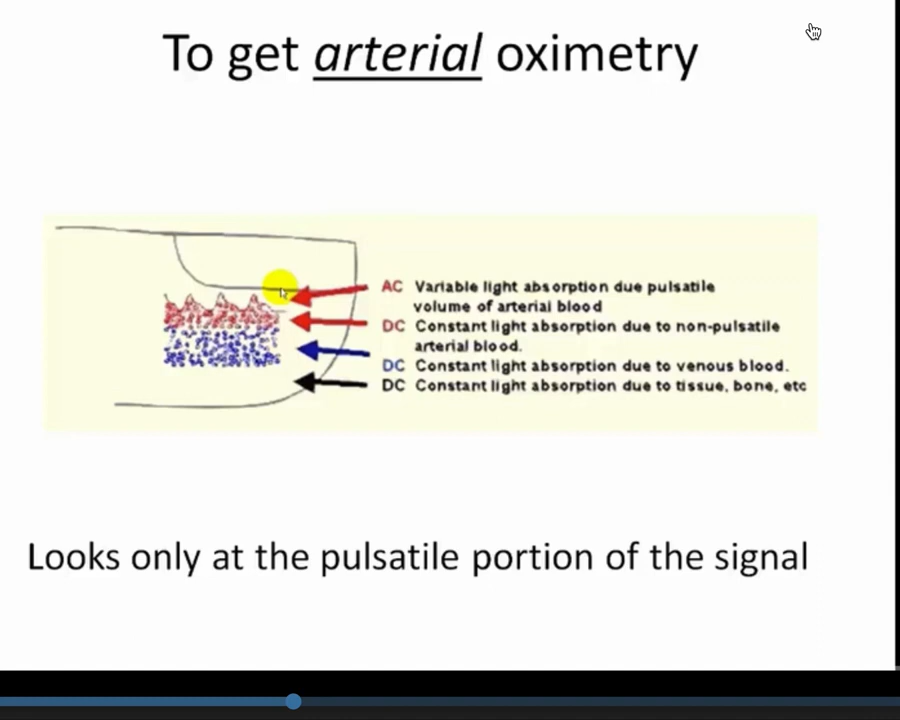 To get arterial oximetry
AC Variable light absorption due pulsatile
volume of arterial blood
DC Constant light absorption due to non-pulsatile
arterial blood.
DC Constant light absorption due to venous blood.
DC Constant light absorption due to tissue, bone, etc
Looks only at the pulsatile portion of the signal